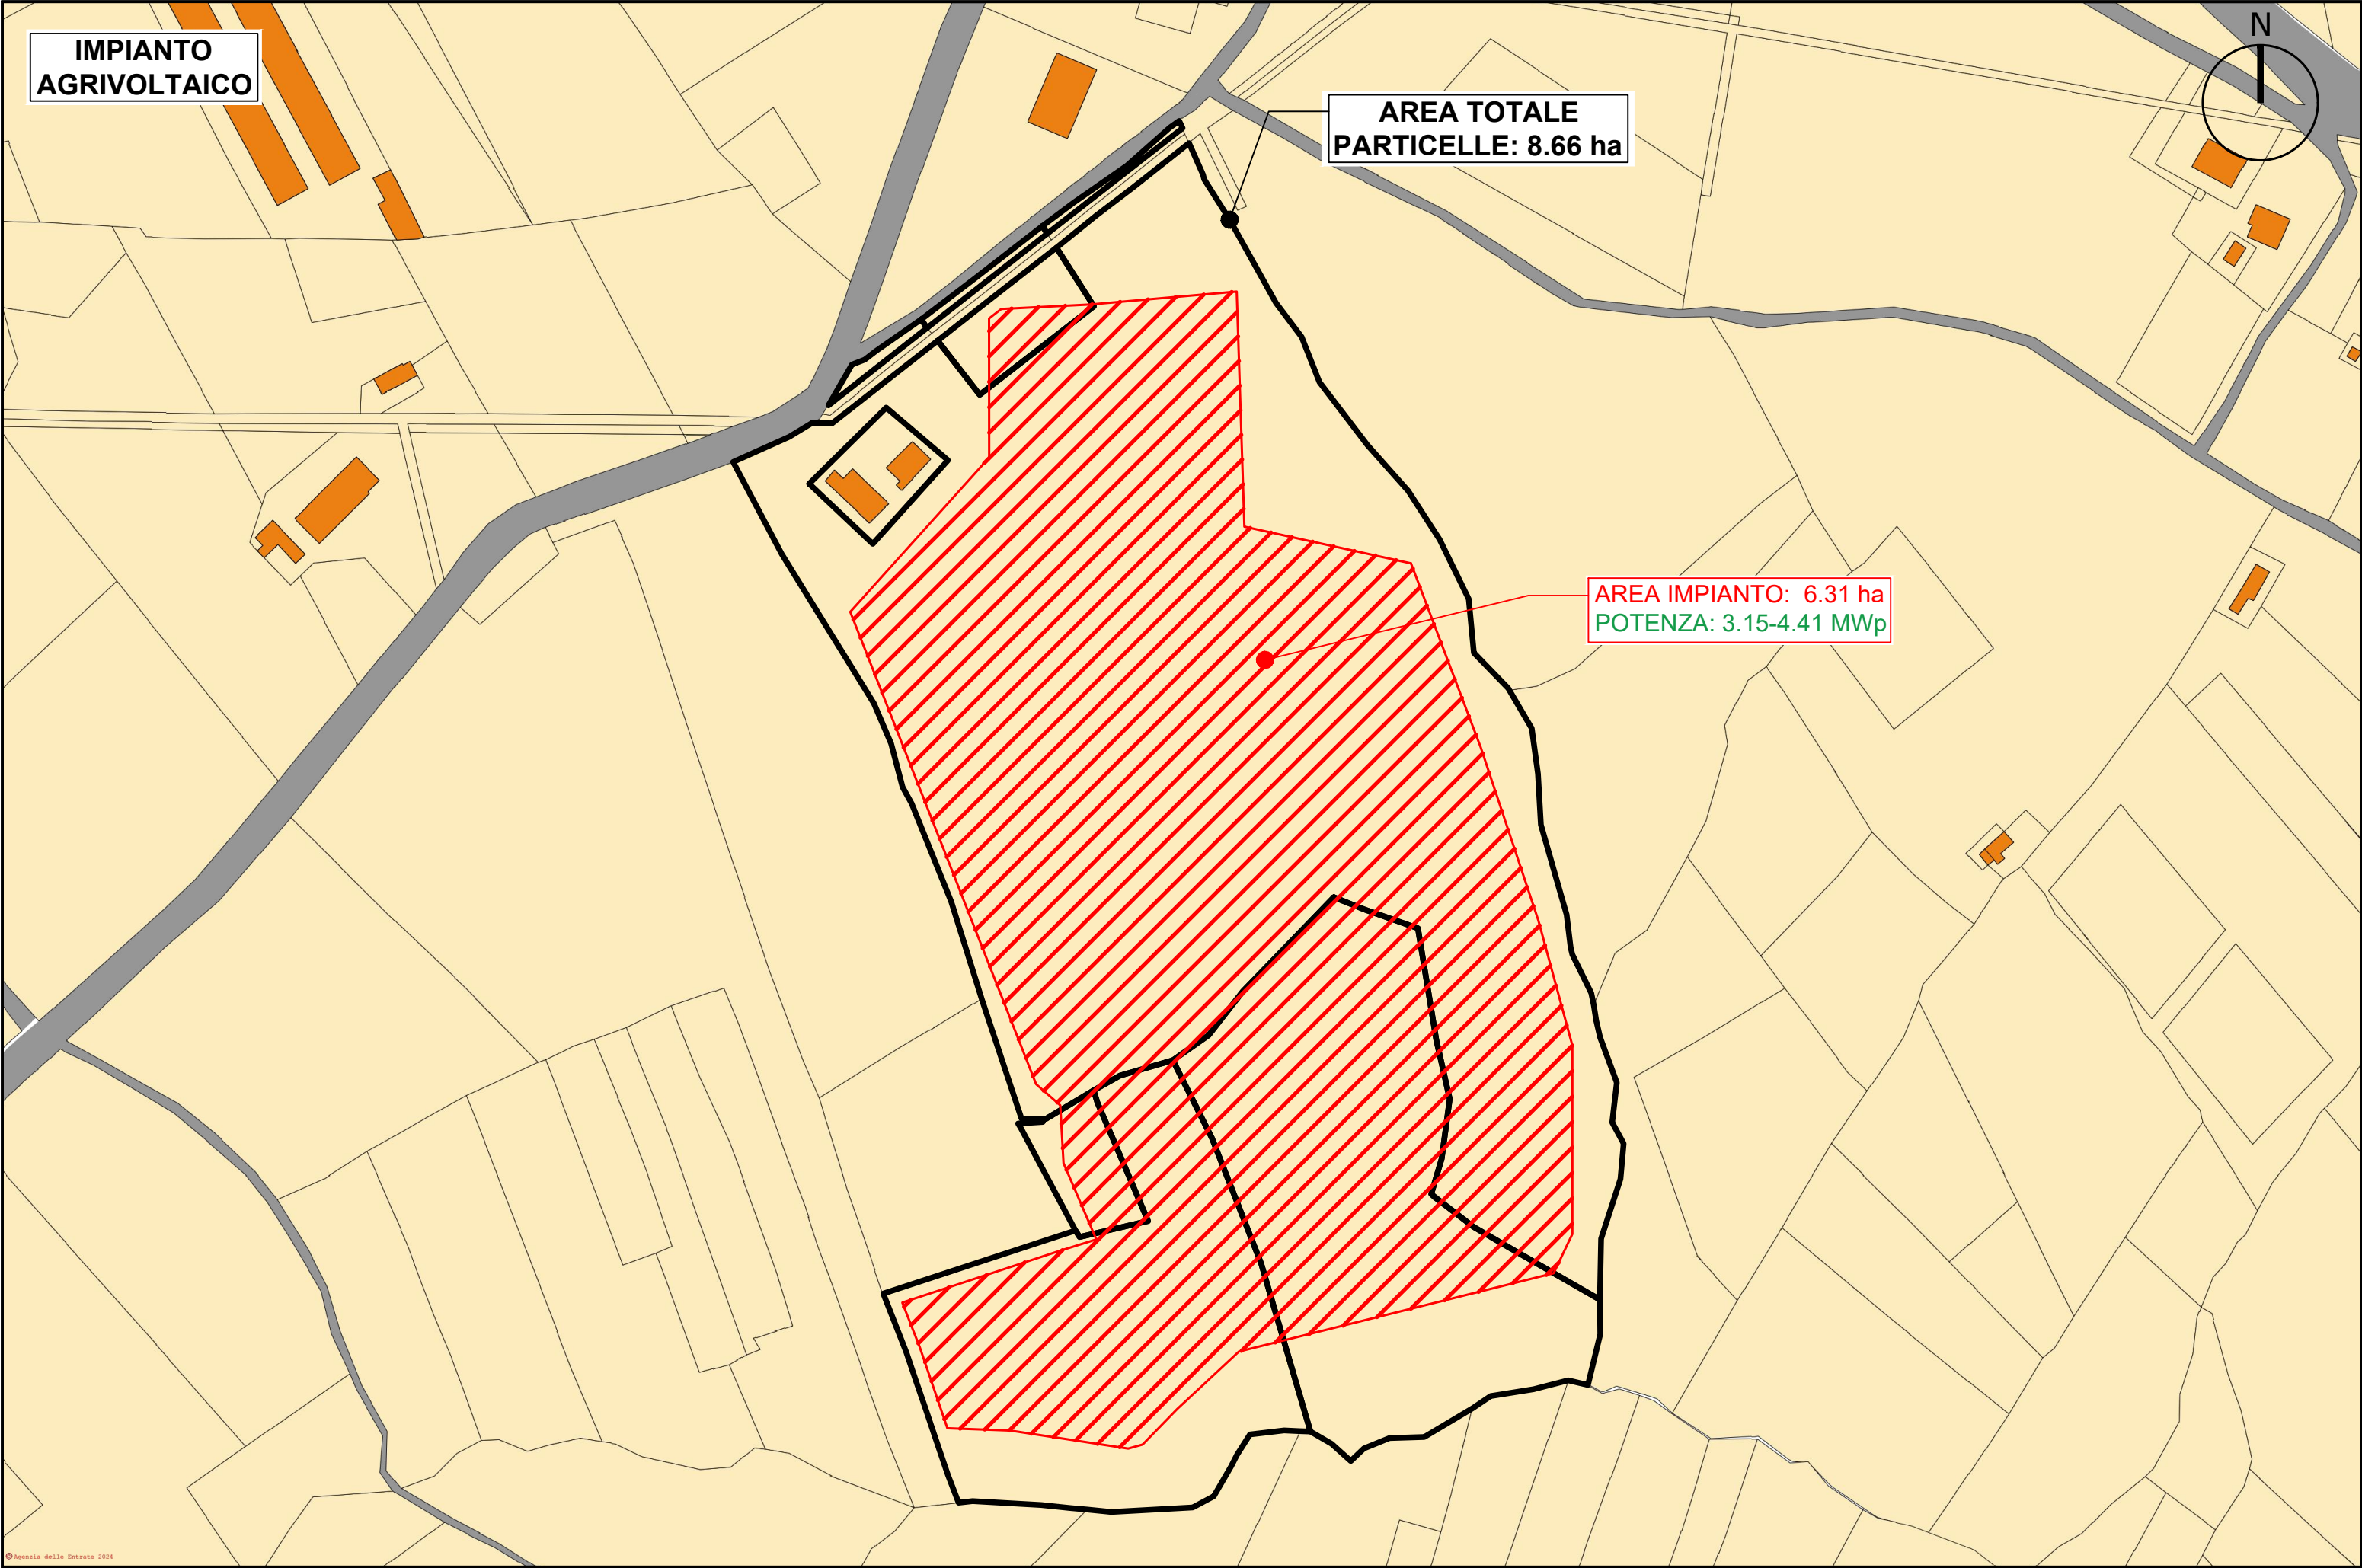 IMPIANTO
AGRIVOLTAICO
N
AREA TOTALE
PARTICELLE: 8.66 ha
AREA IMPIANTO: 6.31 ha
POTENZA: 3.15-4.41 MWp
© Agenzia delle Entrate 2024